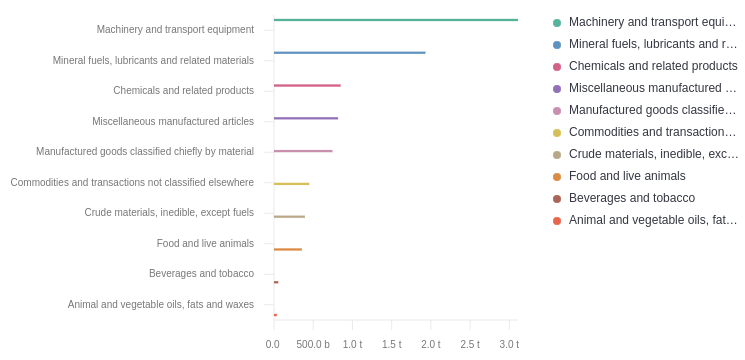 Machinery and transport equipment
Mineral fuels, lubricants and related materials
Chemicals and related products
Miscellaneous manufactured articles
Manufactured goods classified chiefly by material
Commodities and transactions not classified elsewhere
Crude materials, inedible, except fuels
Food and live animals
Beverages and tobacco
Animal and vegetable oils, fats and waxes
0.0 500.0 b 1.0 t 1.5 t 2.0 t 2.5 t 3.0 t
Machinery and transport equi...
Mineral fuels, lubricants and r...
Chemicals and related products
Miscellaneous manufactured ...
Manufactured goods classifie...
Commodities and transaction...
Crude materials, inedible, exc...
Food and live animals
Beverages and tobacco
Animal and vegetable oils, fat...